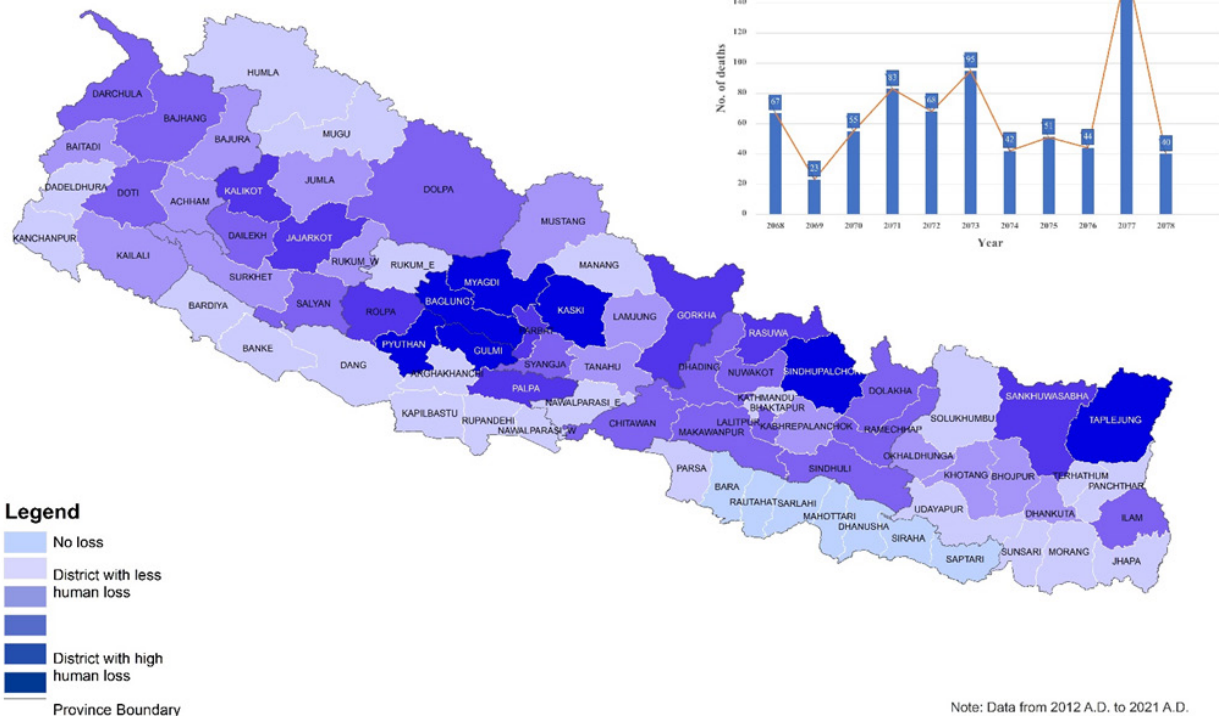 140
120
100
80
60
40
20
0
No. of deaths
67
23
55
83
68
95
42
51
44
40
2068 2069 2070 2071 2072 2073 2074 2075 2076 2077 2078
Year
HUMLA
DARCHULA
BAJHANG
MUGU
BAJURA
BAITADI
JUMLA
DADELDHURA
DOTI
KALIKOT
DOLPA
ACHHAM
MUSTANG
DAILEKH
KANCHANPUR
JAJARKOT
KAILALI
RUKUM_W
RUKUM_E
MANANG
SURKHET
MYAGDI
BARDIYA
SALYAN
BAGLUNG
ROLPA
KASKI
LAMJUNG
GORKHA
RASUWA
BANKE
PYUTHAN
GULMI
DANG
SYANGJA
TANAHU
DHADING
NUWAKOT
SINDHUPALCHOK
ARGHAKHANCHI
PALPA
DOLAKHA
SANKHUWASABHA
KATHMANDU
BHAKTAPUR
NAWALPARASI_E
KAPILBASTU
RUPANDEHI
NAWALPARASI_W
CHITAWAN
LALITPUR
KABHREPALANCHOK
MAKAWANPUR
RAMECHHAP
SOLUKHUMBU
TAPLEJUNG
OKHALDHUNGA
PARSA
SINDHULI
KHOTANG
BHOJPUR
TERHATHUM
PANCHTHAR
BARA
RAUTAHAT
SARLAHI
MAHOTTARI
DHANUSHA
UDAYAPUR
DHANKUTA
ILAM
SIRAHA
SAPTARI
SUNSARI
MORANG
JHAPA
Legend
No loss
District with less
human loss
District with high
human loss
Province Boundary
Note: Data from 2012 A.D. to 2021 A.D.